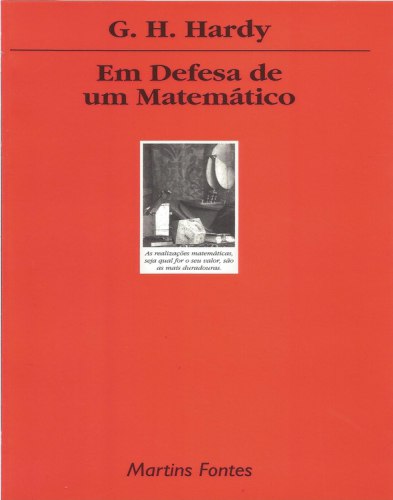 G. H. Hardy
Em Defesa de
um Matemático
As realizações matemáticas,
seja qual for o seu valor, são
as mais duradouras.
Martins Fontes